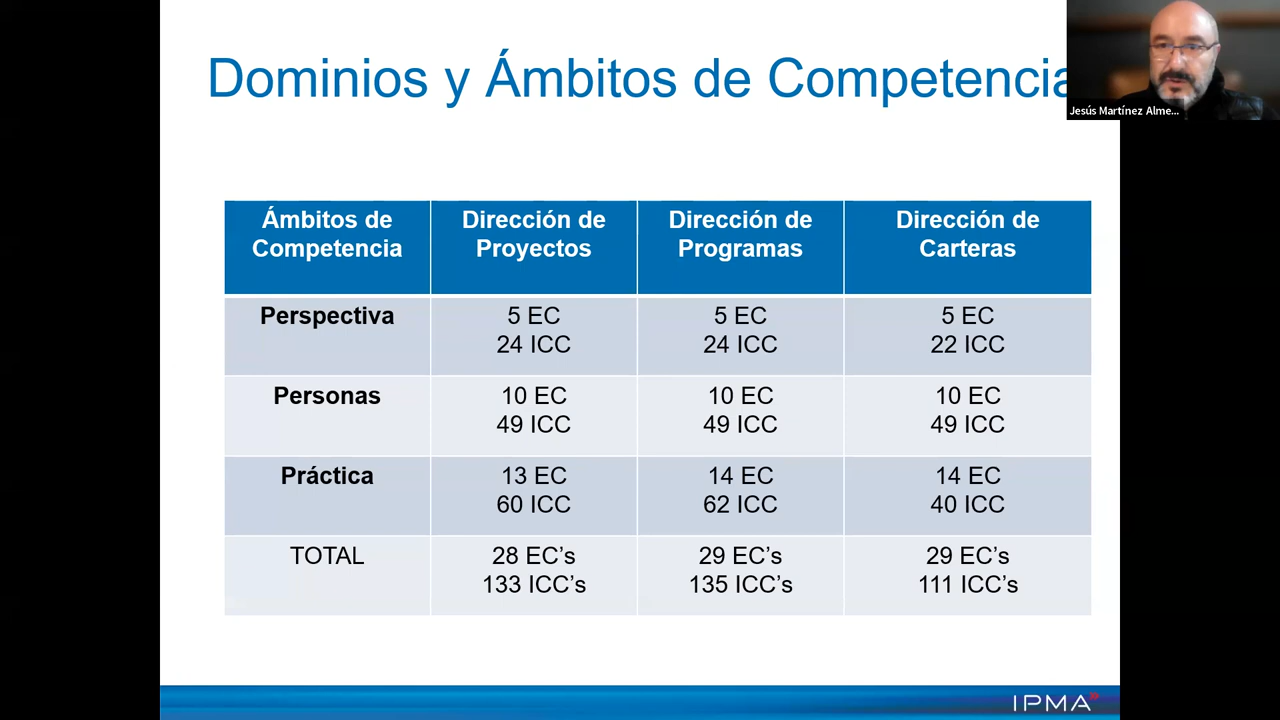 Dominios y Ámbitos de Competencia
Jesús Martínez Alme...
Ámbitos de Competencia
Dirección de Proyectos
Dirección de Programas
Dirección de Carteras
Perspectiva
5 EC
24 ICC
5 EC
24 ICC
5 EC
22 ICC
Personas
10 EC
49 ICC
10 EC
49 ICC
10 EC
49 ICC
Práctica
13 EC
60 ICC
14 EC
62 ICC
14 EC
40 ICC
TOTAL
28 EC’s
133 ICC’s
29 EC’s
135 ICC’s
29 EC’s
111 ICC’s
IPMA